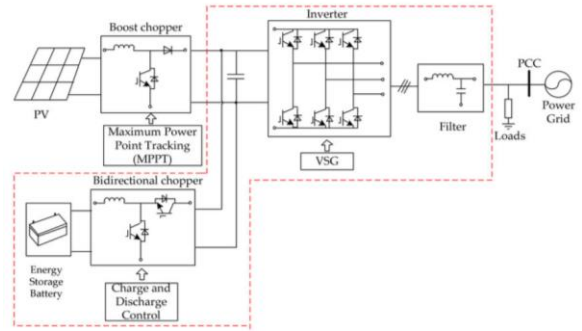 Boost chopper
Inverter
PV
Maximum Power
Point Tracking
(MPPT)
VSG
Filter
PCC
Power
Grid
Loads
Bidirectional chopper
Energy
Storage
Battery
Charge and
Discharge
Control